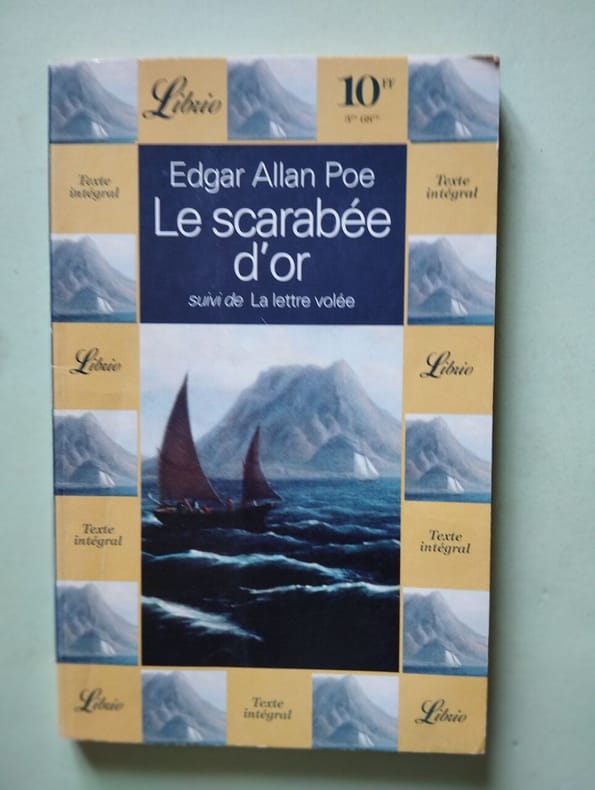 Librio
10FF
Texte
intégral
Edgar Allan Poe
Le scarabée
d'or
suivi de La lettre volée
Texte
intégral
Librio
Librio
Texte
intégral
Texte
intégral
Librio
Texte
intégral
Librio